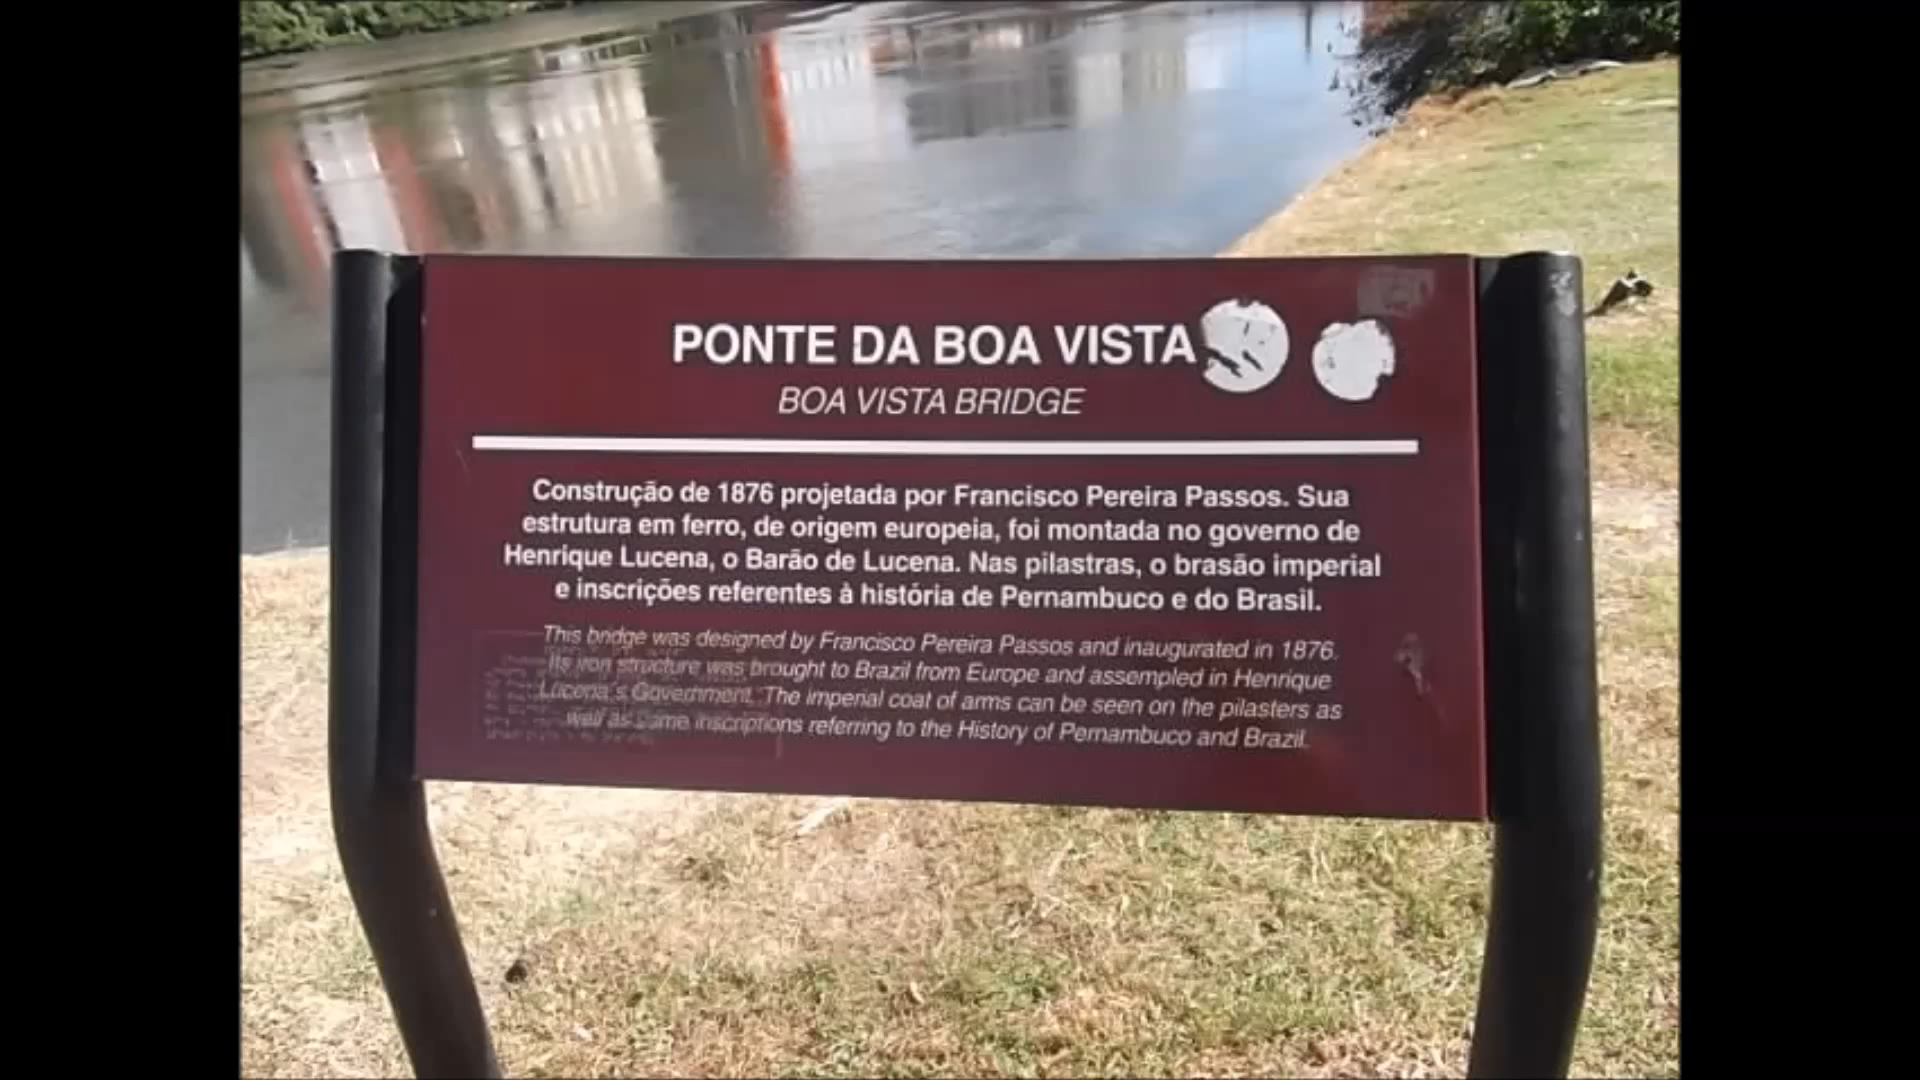 PONTE DA BOA VISTA
BOA VISTA BRIDGE
Construção de 1876 projetada por Francisco Pereira Passos. Sua
estrutura em ferro, de origem europeia, foi montada no governo de
Henrique Lucena, o Barão de Lucena. Nas pilastras, o brasão imperial
e inscrições referentes à história de Pernambuco e do Brasil.
This bridge was designed by Francisco Pereira Passos and inaugurated in 1876.
Its iron structure was brought to Brazil from Europe and assempled in Henrique
Lucena's Government. The imperial coat of arms can be seen on the pilasters as
well as some inscriptions referring to the History of Pernambuco and Brazil.